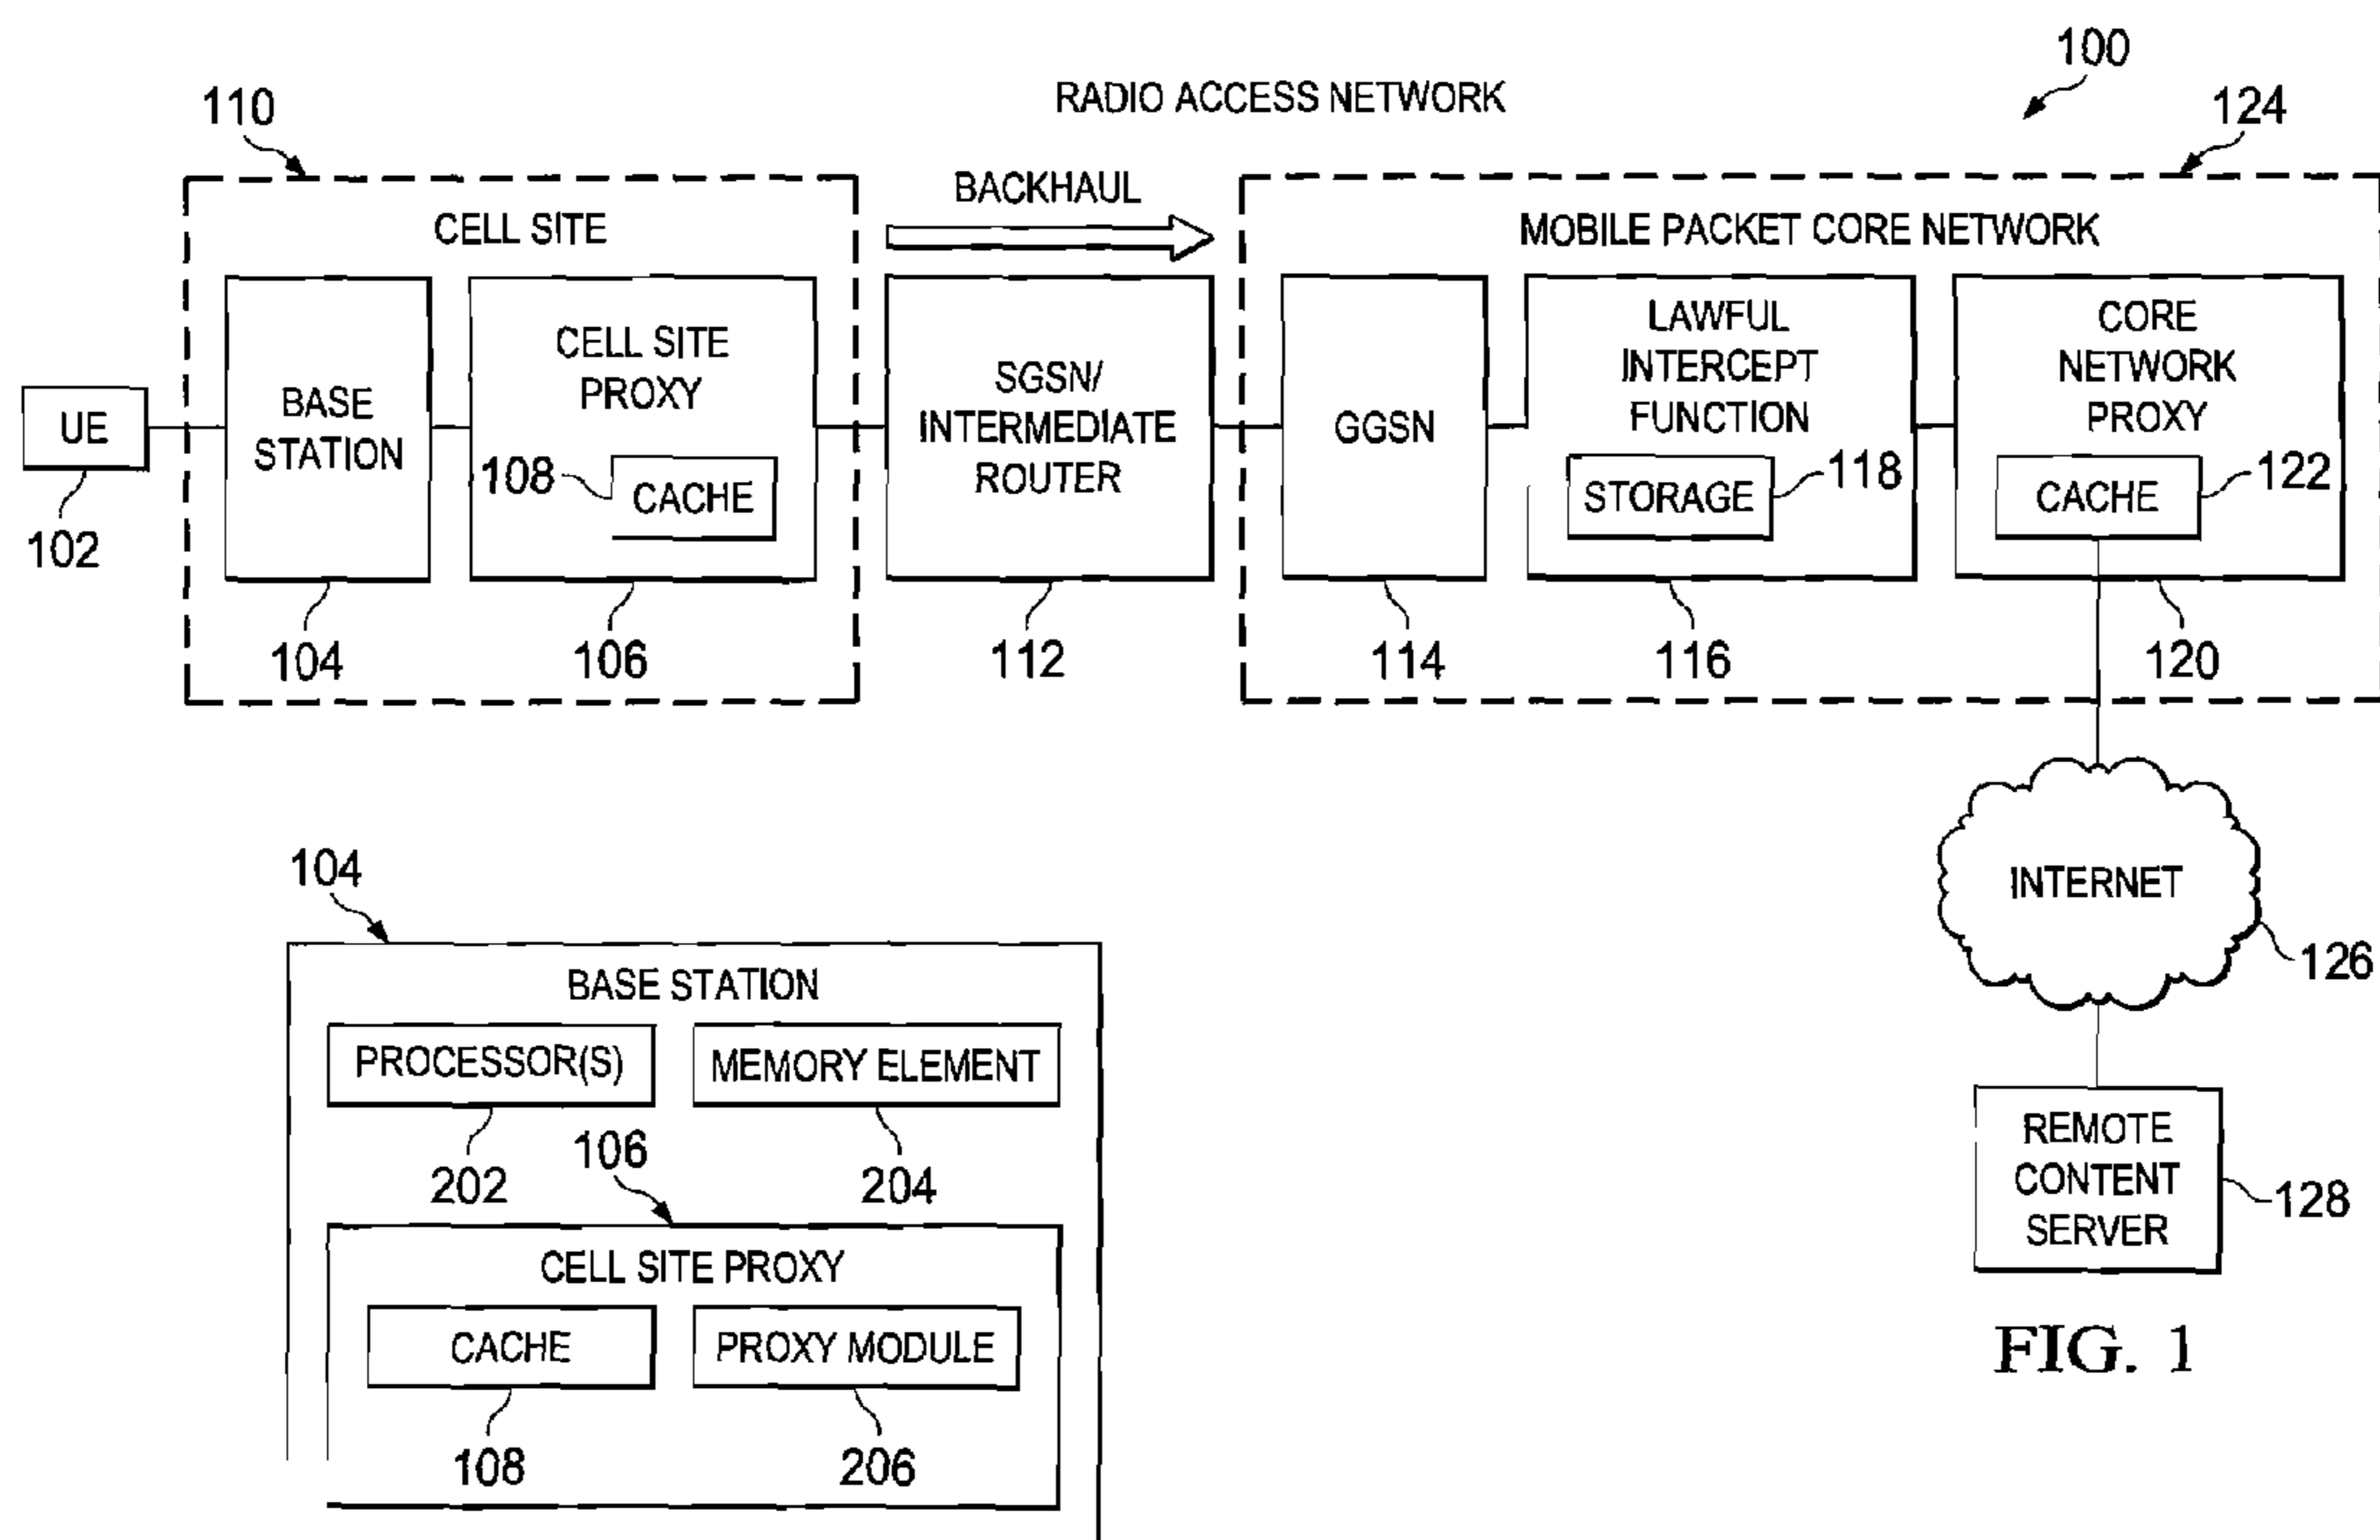 100
RADIO ACCESS NETWORK
110
124
BACKHAUL
CELL SITE
MOBILE PACKET CORE NETWORK
UE
102
BASE
STATION
104
CELL SITE
PROXY
108
CACHE
106
SGSN/
INTERMEDIATE
ROUTER
112
GGSN
114
LAWFUL
INTERCEPT
FUNCTION
STORAGE
118
116
CORE
NETWORK
PROXY
CACHE
122
120
INTERNET
126
REMOTE
CONTENT
SERVER
128
FIG. 1
104
BASE STATION
PROCESSOR(S)
202
MEMORY ELEMENT
204
106
CELL SITE PROXY
CACHE
108
PROXY MODULE
206